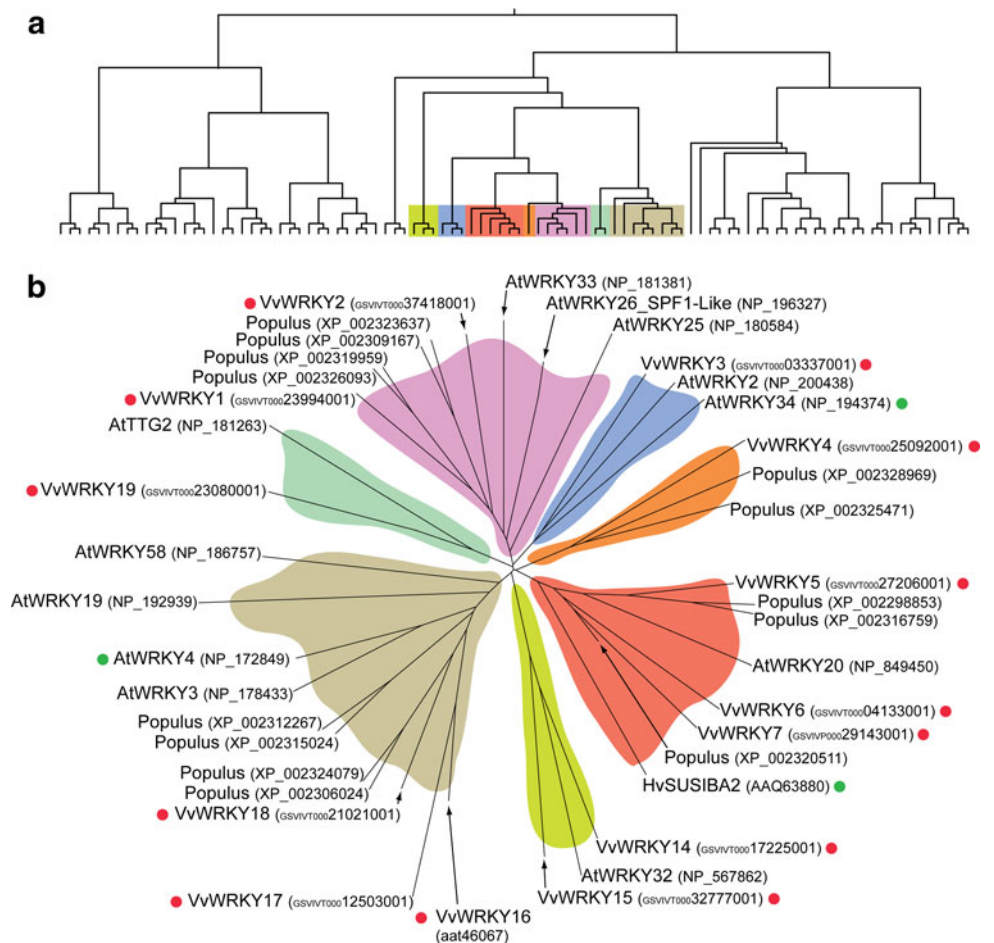 a
b
AtWRKY33 (NP_181381)
VvWRKY2 (GSVIVT00037418001)
AtWRKY26_SPF1-Like (NP_196327)
Populus (XP_002323637)
AtWRKY25 (NP_180584)
Populus (XP_002309167)
Populus (XP_002319959)
VvWRKY3 (GSVIVT00003337001)
Populus (XP_002326093)
AtWRKY2 (NP_200438)
VvWRKY1 (GSVIVT00023994001)
AtWRKY34 (NP_194374)
AtTTG2 (NP_181263)
VvWRKY4 (GSVIVT00025092001)
Populus (XP_002328969)
VvWRKY19 (GSVIVT00023080001)
Populus (XP_002325471)
AtWRKY58 (NP_186757)
VvWRKY5 (GSVIVT00027206001)
AtWRKY19 (NP_192939)
Populus (XP_002298853)
Populus (XP_002316759)
AtWRKY4 (NP_172849)
AtWRKY20 (NP_849450)
AtWRKY3 (NP_178433)
VvWRKY6 (GSVIVT00004133001)
Populus (XP_002312267)
VvWRKY7 (GSVIVP00029143001)
Populus (XP_002315024)
Populus (XP_002320511)
Populus (XP_002324079)
HvSUSIBA2 (AAQ63880)
Populus (XP_002306024)
VvWRKY18 (GSVIVT00021021001)
VvWRKY14 (GSVIVT00017225001)
AtWRKY32 (NP_567862)
VvWRKY17 (GSVIVT00012503001)
VvWRKY15 (GSVIVT00032777001)
VvWRKY16
(aat46067)